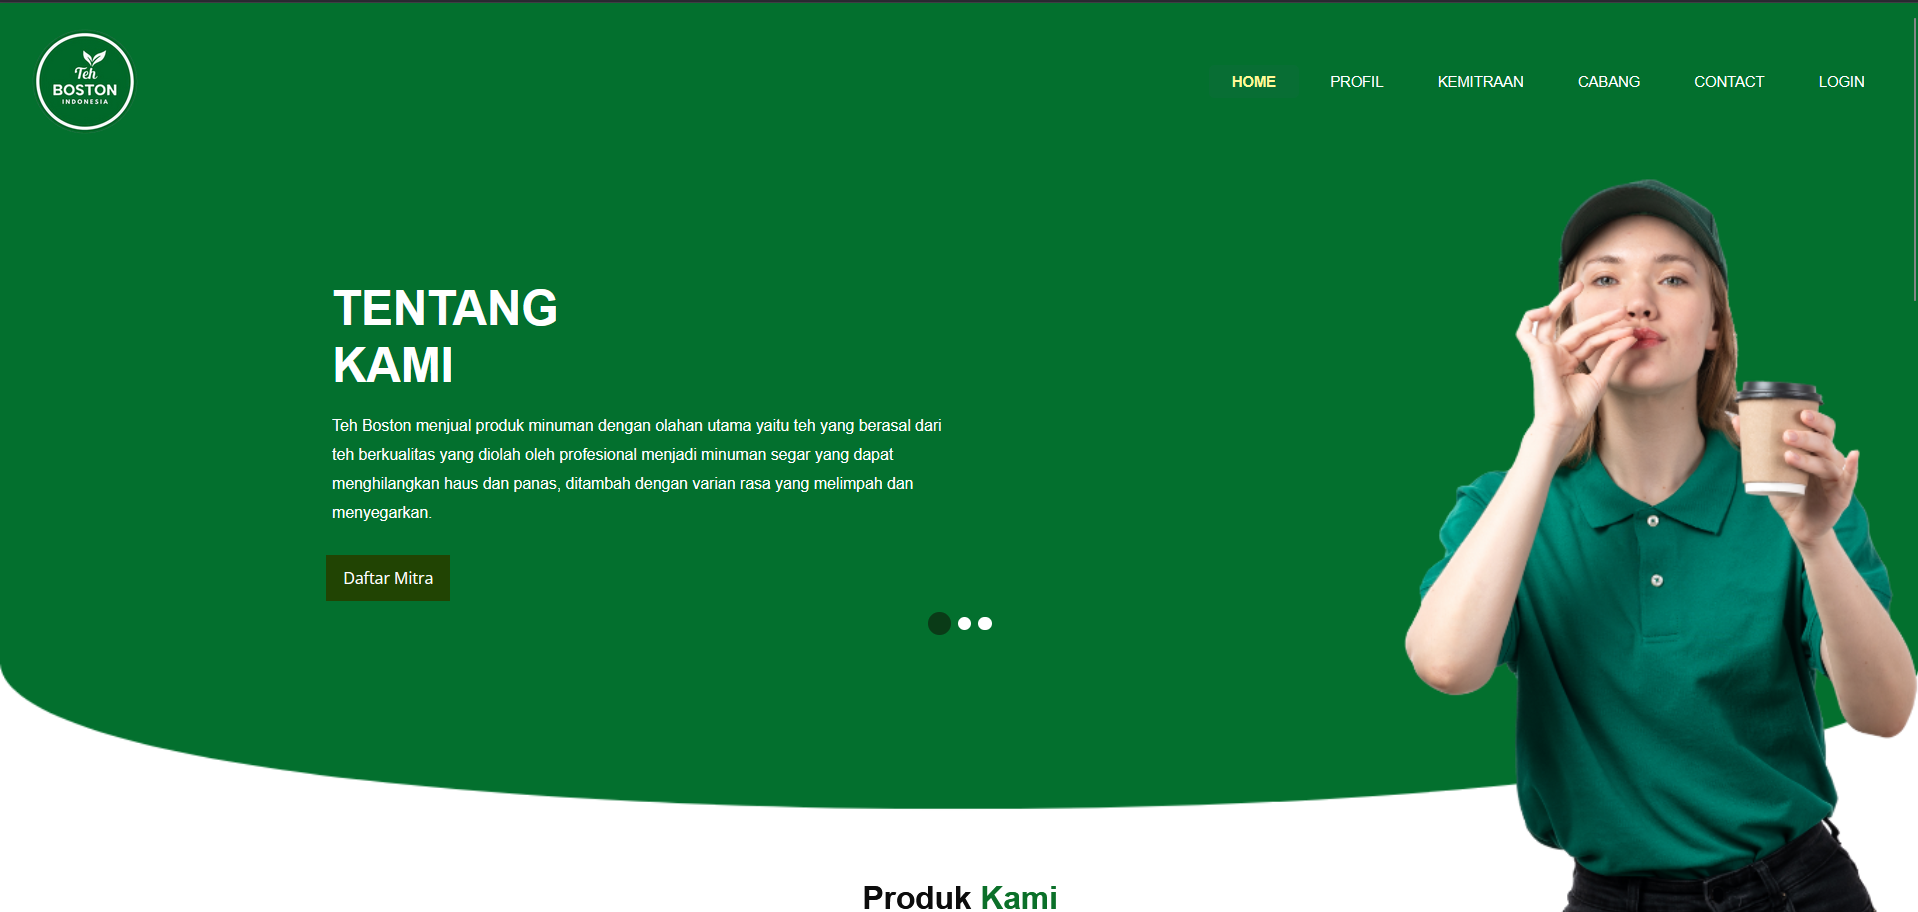 Teh
BOSTON
INDONESIA
HOME
PROFIL
KEMITRAAN
CABANG
CONTACT
LOGIN
TENTANG
KAMI
Teh Boston menjual produk minuman dengan olahan utama yaitu teh yang berasal dari
teh berkualitas yang diolah oleh profesional menjadi minuman segar yang dapat
menghilangkan haus dan panas, ditambah dengan varian rasa yang melimpah dan
menyegarkan.
Daftar Mitra
Produk Kami